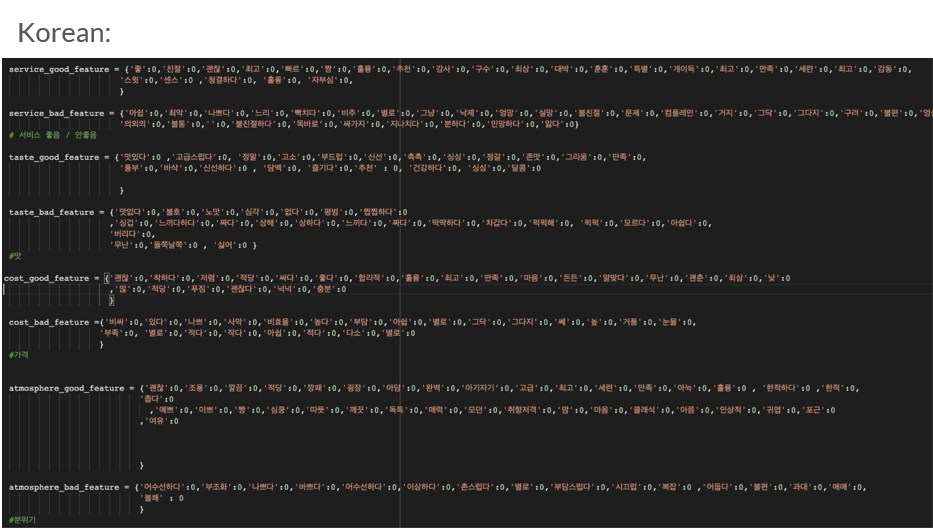 Korean:
service_good_feature = {'좋':0,'친절':0,'괜찮':0,'최고':0,'빠르':0,'짱':0,'훌륭':0,'추천':0,'감사':0,'구수':0,'최상':0,'대박':0,'훈훈':0,'특별':0,'개이득':0,'최고':0,'만족':0,'세련':0,'최고':0,'감동':0,
'스윗':0,'센스':0 ,'청결하다':0, '훌륭':0, '자부심':0,
}
service_bad_feature = {'아쉽':0,'최악':0,'나쁘다':0,'느리':0,'빡치다':0,'비추':0,'별로':0,'그냥':0,'낙제':0,'엉망':0,'실망':0,'불친절':0,'문제':0,'컴플레인':0,'거지':0,'그닥':0,'그다지':0,'구려':0,'불편':0,
'의외의':0,'불통':0,'':0,'불친절하다':0,'똑바로':0,'싸가지':0,'지나치다':0,'분하다':0,'민망하다':0,'잃다':0}
# 서비스 좋음 / 안좋음
taste_good_feature = {'맛있다':0 ,'고급스럽다':0, '정말':0,'고소':0,'부드럽':0,'신선':0,'촉촉':0,'싱싱':0,'정갈':0,'존맛':0,'그리움':0,'만족':0,
'풍부':0,'바삭':0,'신선하다':0 , '담백':0, '즐기다':0,'추천' : 0, '건강하다':0, '싱싱':0,'달콤':0
}
taste_bad_feature = {'맛없다':0,'불호':0,'노맛':0,'심각':0,'없다':0,'평범':0,'찝찝하다':0
,'싱겁':0,'느끼다하다':0,'짜다':0,'상해':0,'상하다':0,'느끼다':0,'짜다':0,'딱딱하다':0,'차갑다':0,'퍽퍽해':0, '퍽퍽':0,'모르다':0,'아쉽다':0,
'버리다':0,
'무난':0,'들쭉날쭉':0 , '싫어':0 }
#맛
cost_good_feature = {'괜찮':0,'착하다':0,'저렴':0,'적당':0,'싸다':0,'좋다':0,'합리적':0,'훌륭':0,'최고':0,'만족':0,'마음':0,'든든':0,'알맞다':0,'무난':0,'괜춘':0,'최상':0,'낮':0
,'많':0,'적당':0,'푸짐':0,'괜찮다':0,'넉넉':0,'충분':0
}
cost_bad_feature ={'비싸':0,'있다':0,'나쁘':0,'사악':0,'비효율':0,'높다':0,'부담':0,'아쉽':0,'별로':0,'그닥':0,'그다지':0,'쎄':0,'높':0,'거품':0,'눈물':0,
'부족':0, '별로':0,'적다':0,'작다':0,'아쉽':0,'적다':0,'다소':0,'별로':0
}
#가격
atmosphere_good_feature = {'괜찮':0,'조용':0,'깔끔':0,'적당':0,'깡패':0,'굉장':0,'아담':0,'완벽':0,'아기자기':0,'고급':0,'최고':0,'세련':0,'만족':0,'아늑':0,'훌륭':0 , '한적하다':0 ,'한적':0,
'좁다':0
,'예쁘':0,'이쁘':0,'짱':0,'심쿵':0,'따뜻':0,'깨끗':0,'독특':0,'매력':0,'모던':0,'취향저격':0,'맘':0,'마음':0,'클래식':0,'아름':0,'인상적':0,'귀엽':0,'포근':0
,'여유':0
}
atmosphere_bad_feature = {'어수선하다':0,'부조화':0,'나쁘다':0,'바쁘다':0,'어수선하다':0,'이상하다':0,'촌스럽다':0,'별로':0,'부담스럽다':0,'시끄럽':0,'복잡':0 ,'어둡다':0,'불편':0,'과대':0,'애매':0,
'불쾌' : 0
}
#분위기